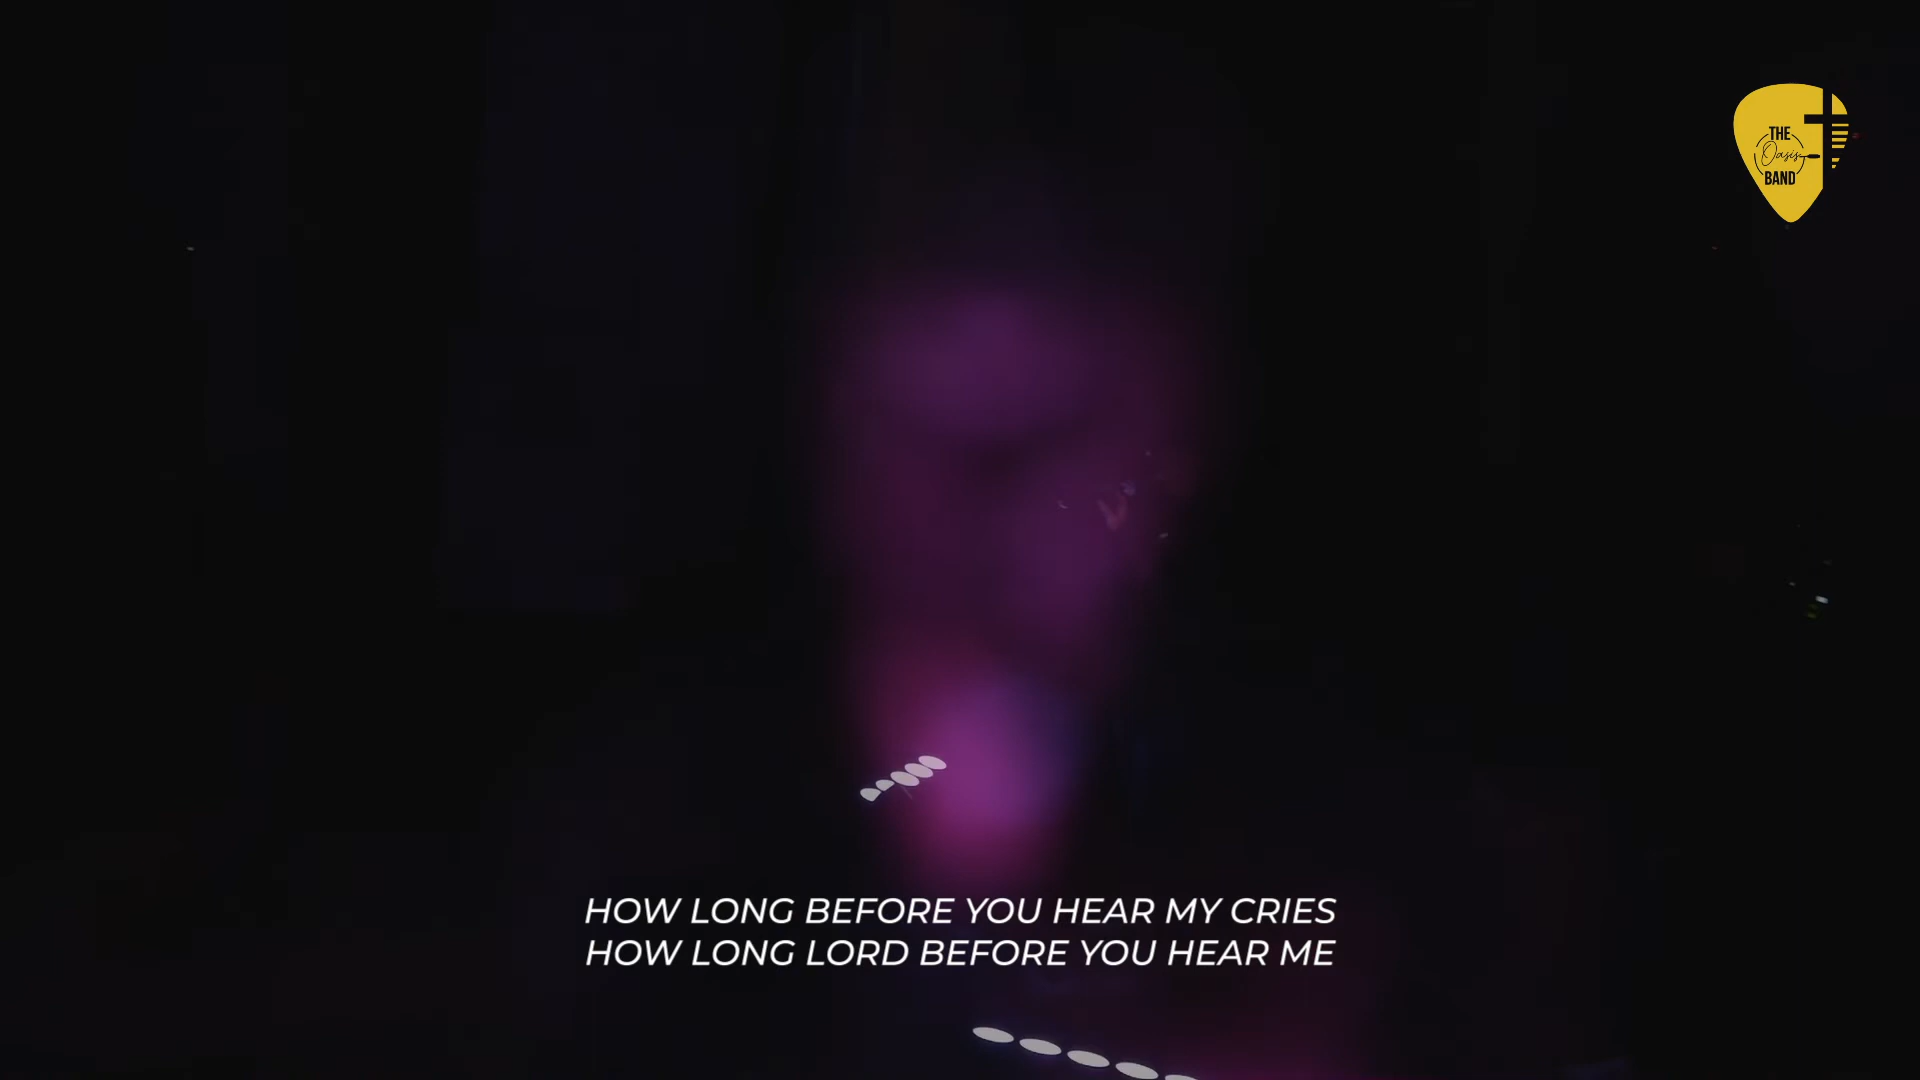 THE
Oasis
BAND
HOW LONG BEFORE YOU HEAR MY CRIES
HOW LONG LORD BEFORE YOU HEAR ME